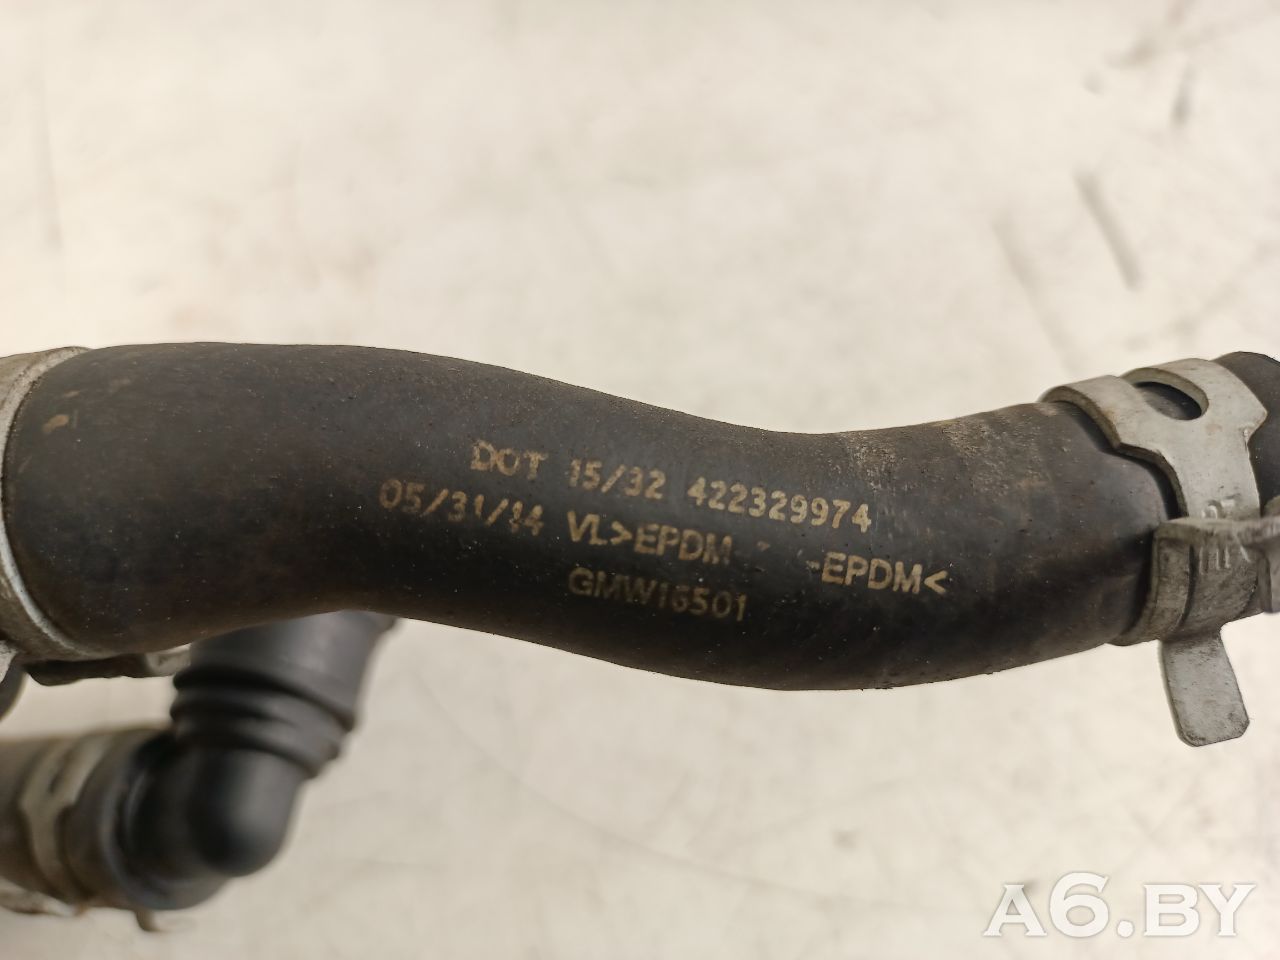 DOT 15/32 422329974
05/31/14 VL>EPDM- -EPDM<
GMW16501
A6.BY